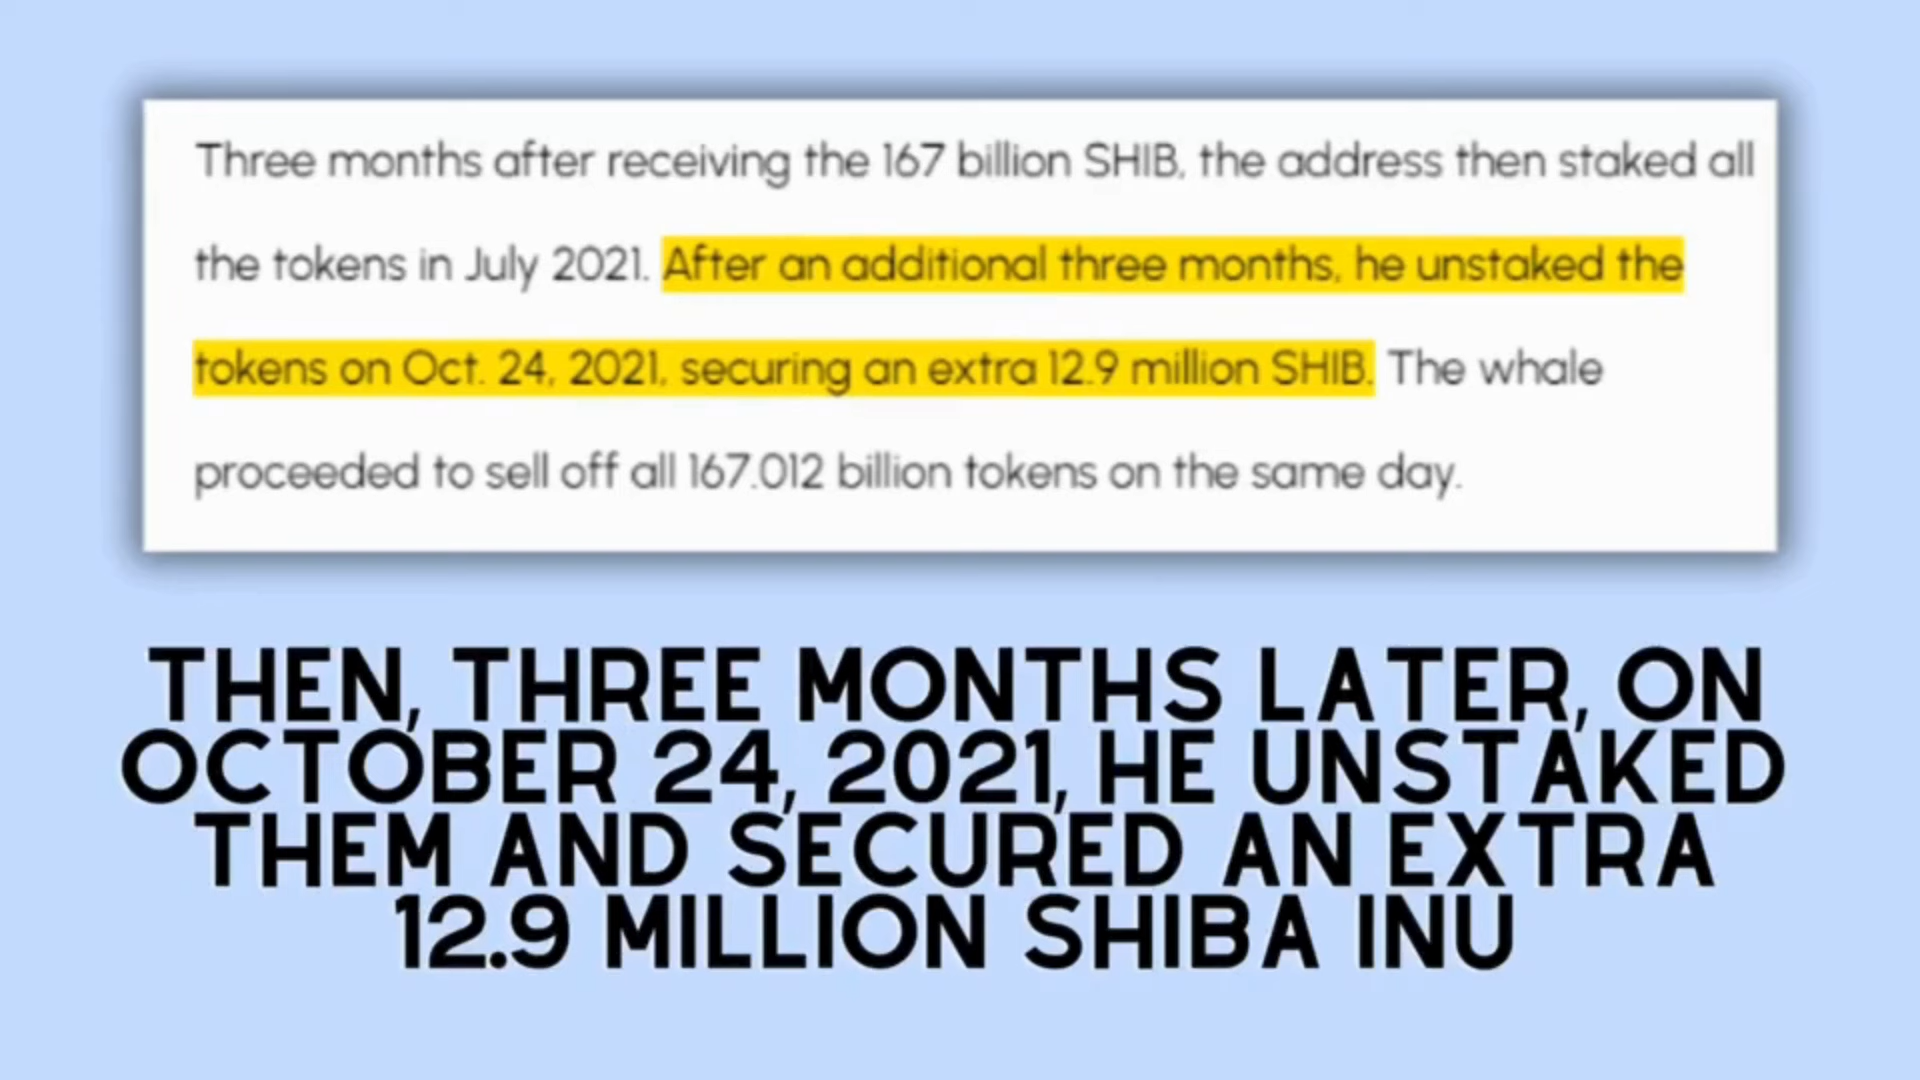 Three months after receiving the 167 billion SHIB, the address then staked all
the tokens in July 2021. After an additional three months, he unstaked the
tokens on Oct. 24, 2021, securing an extra 12.9 million SHIB. The whale
proceeded to sell off all 167.012 billion tokens on the same day.
THEN, THREE MONTHS LATER, ON
OCTOBER 24, 2021, HE UNSTAKED
THEM AND SECURED AN EXTRA
12.9 MILLION SHIBA INU